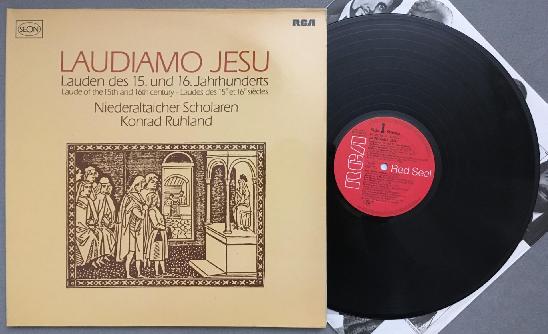 SEON
RCA
LAUDIAMO JESU
Lauden des 15. und 16. Jahrhunderts
Laude of the 15th and 16th century - Laudes des 15e et 16e siècles
Niederaltaicher Scholaren
Konrad Ruhland
RCA
Red Seal